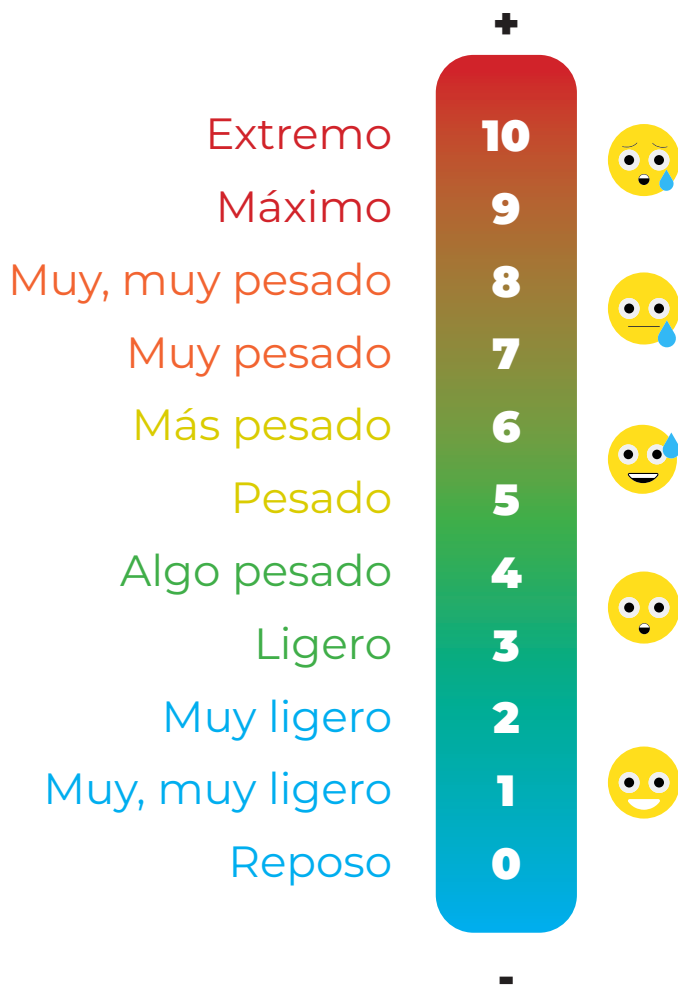 +
Extremo 10
Máximo 9
Muy, muy pesado 8
Muy pesado 7
Más pesado 6
Pesado 5
Algo pesado 4
Ligero 3
Muy ligero 2
Muy, muy ligero 1
Reposo 0
-